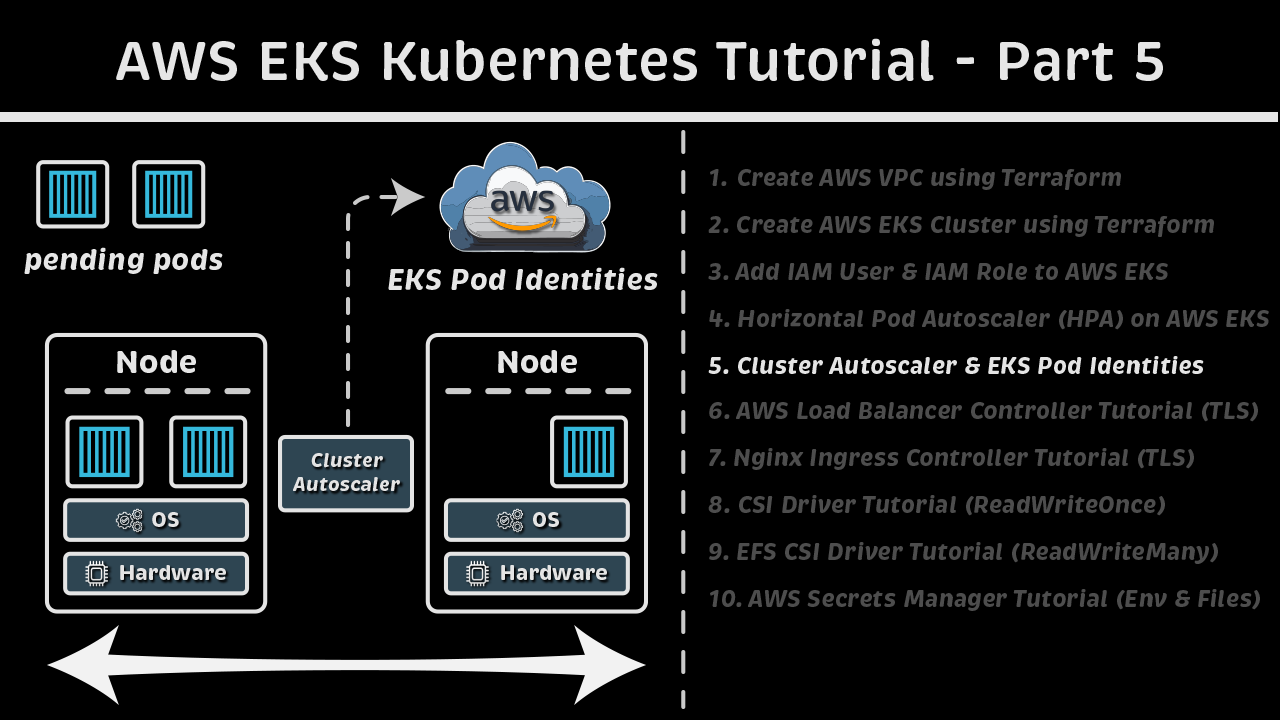 AWS EKS Kubernetes Tutorial - Part 5
pending pods
aws
EKS Pod Identities
Node
OS
Hardware
Cluster
Autoscaler
Node
OS
Hardware
1. Create AWS VPC using Terraform
2. Create AWS EKS Cluster using Terraform
3. Add IAM User & IAM Role to AWS EKS
4. Horizontal Pod Autoscaler (HPA) on AWS EKS
5. Cluster Autoscaler & EKS Pod Identities
6. AWS Load Balancer Controller Tutorial (TLS)
7. Nginx Ingress Controller Tutorial (TLS)
8. CSI Driver Tutorial (ReadWriteOnce)
9. EFS CSI Driver Tutorial (ReadWriteMany)
10. AWS Secrets Manager Tutorial (Env & Files)